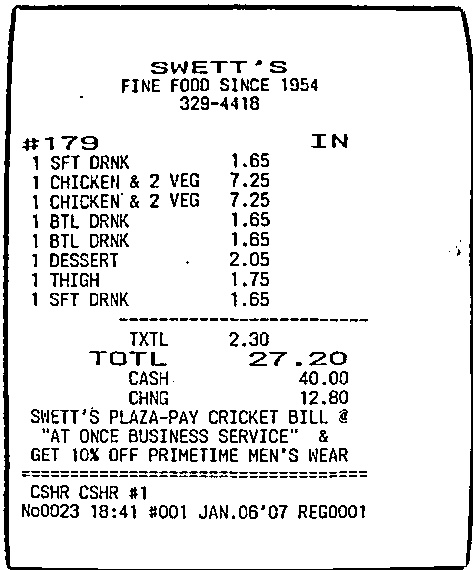 SWETT'S
FINE FOOD SINCE 1954
329-4418
#179 IN
1 SFT DRNK 1.65
1 CHICKEN & 2 VEG 7.25
1 CHICKEN & 2 VEG 7.25
1 BTL DRNK 1.65
1 BTL DRNK 1.65
1 DESSERT 2.05
1 THIGH 1.75
1 SFT DRNK 1.65
--------------------------
TXTL 2.30
TOTL 27.20
CASH 40.00
CHNG 12.80
SWETT'S PLAZA-PAY CRICKET BILL @
"AT ONCE BUSINESS SERVICE" &
GET 10% OFF PRIMETIME MEN'S WEAR
===================================
CSHR CSHR #1
No0023 18:41 #001 JAN.06'07 REG0001